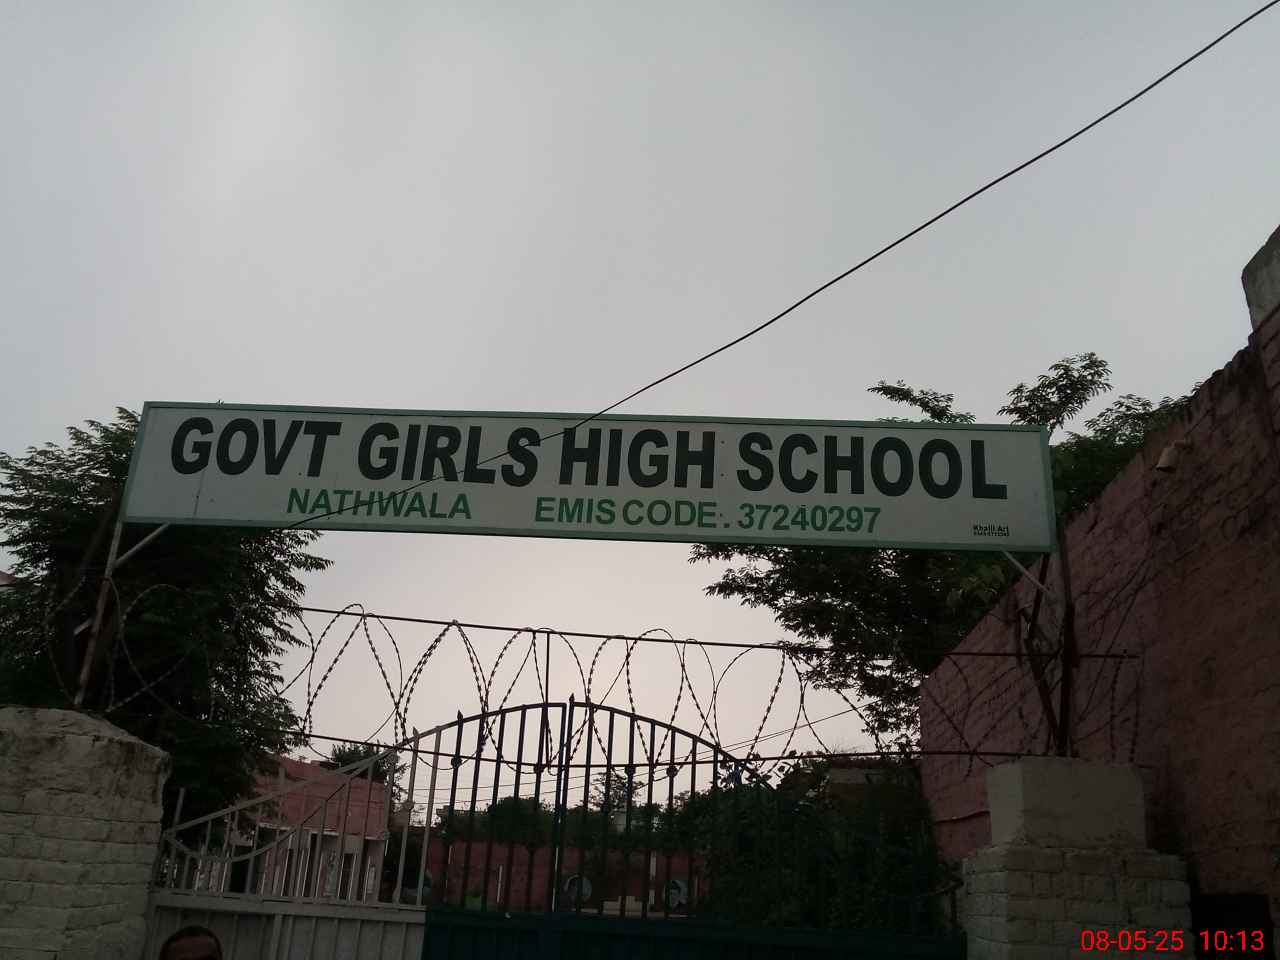 GOVT GIRLS HIGH SCHOOL
NATHWALA EMIS CODE: 37240297
08-05-25 10:13